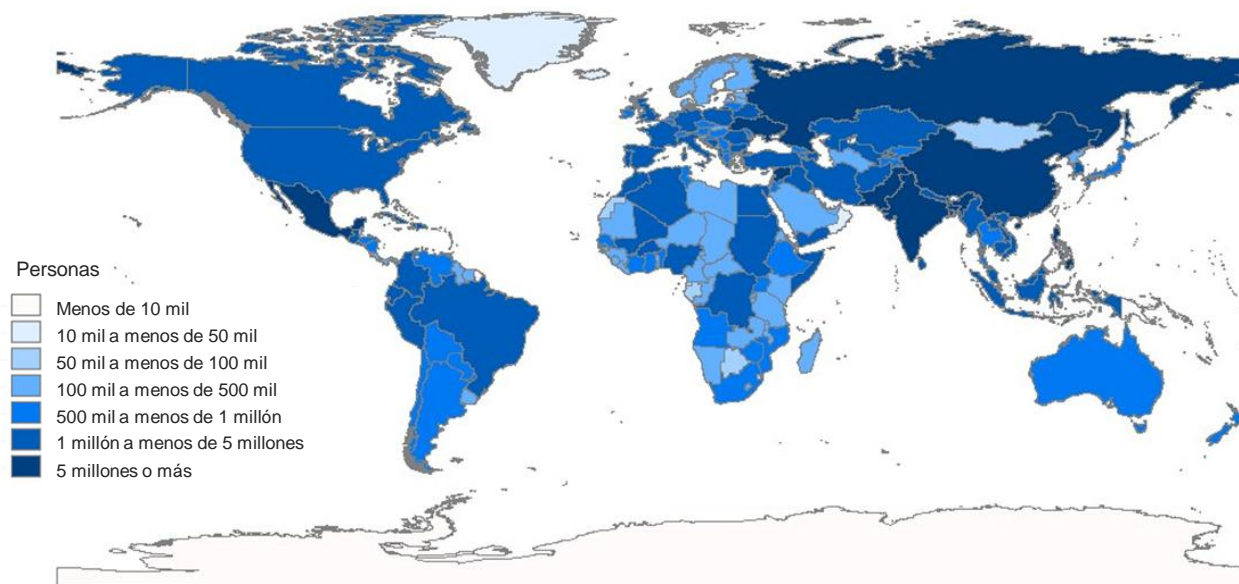 Personas
Menos de 10 mil
10 mil a menos de 50 mil
50 mil a menos de 100 mil
100 mil a menos de 500 mil
500 mil a menos de 1 millón
1 millón a menos de 5 millones
5 millones o más